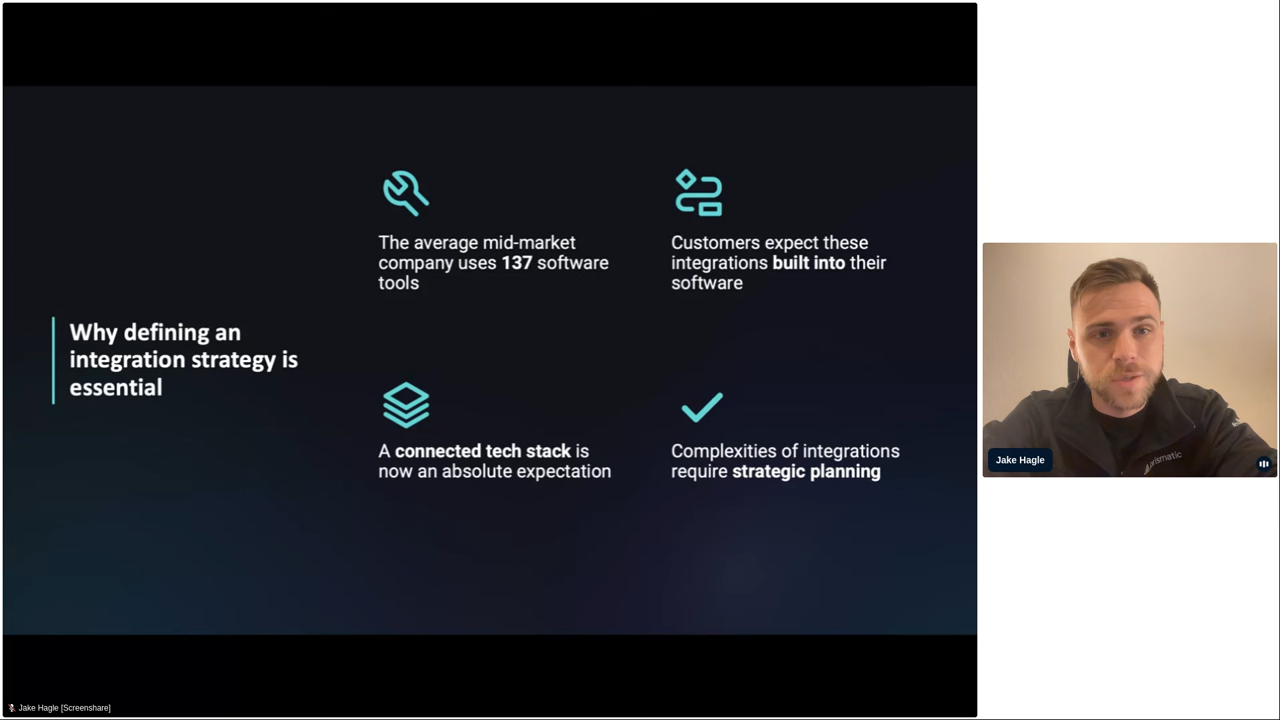 Why defining an
integration strategy is
essential
The average mid-market
company uses 137 software
tools
Customers expect these
integrations built into their
software
A connected tech stack is
now an absolute expectation
Complexities of integrations
require strategic planning
Jake Hagle
prismatic
Jake Hagle [Screenshare]